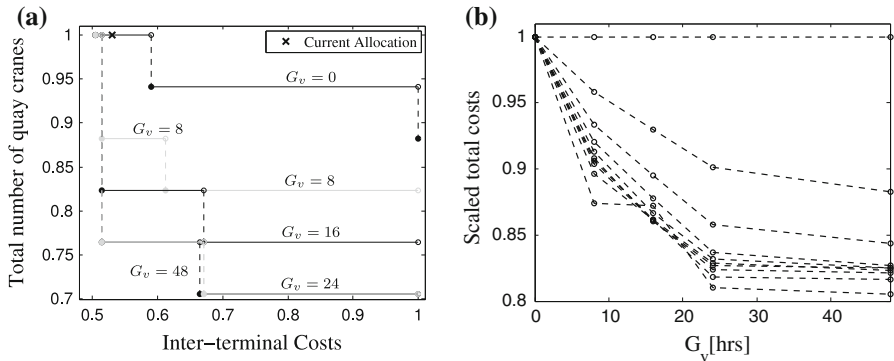 (a)
1
0.95
0.9
0.85
0.8
0.75
0.7
Total number of quay cranes
× Current Allocation
G_v = 0
G_v = 8
G_v = 8
G_v = 16
G_v = 48
G_v = 24
0.5 0.6 0.7 0.8 0.9 1
Inter−terminal Costs
(b)
1
0.95
0.9
0.85
0.8
Scaled total costs
0 10 20 30 40
G_v[hrs]